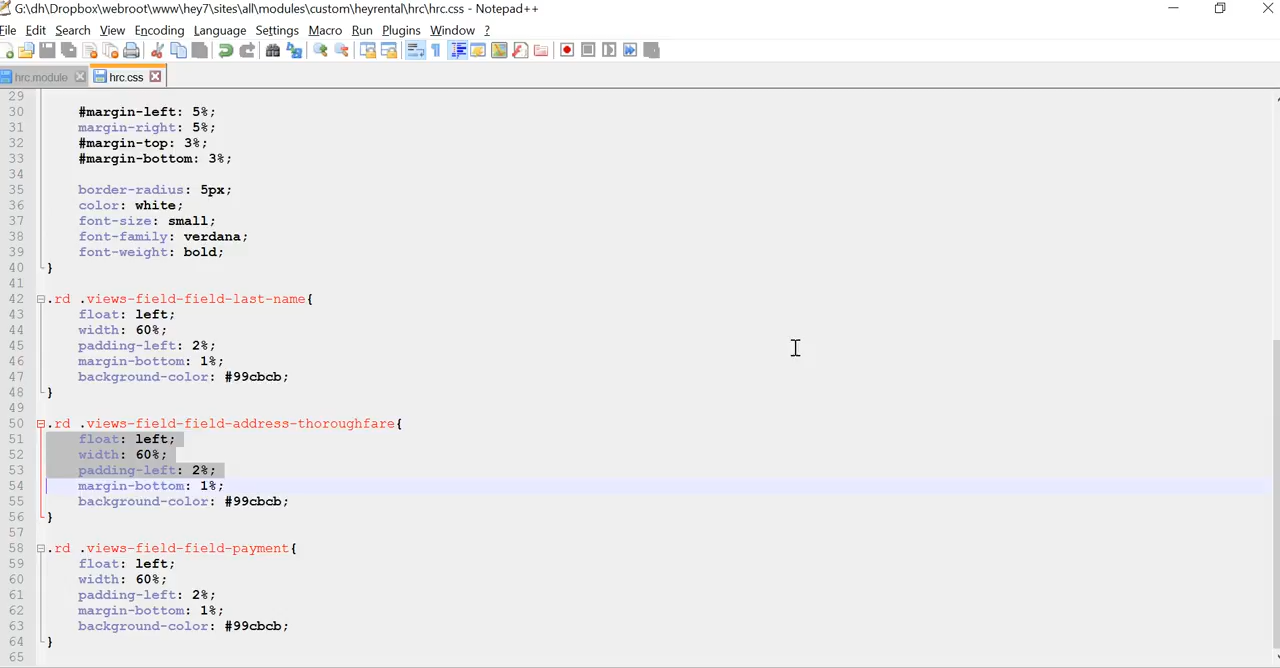 G:\dh\Dropbox\webroot\www\hey7\sites\all\modules\custom\heyrental\hrc\hrc.css - Notepad++
File Edit Search View Encoding Language Settings Macro Run Plugins Window ?
hrc.module hrc.css
29
30 #margin-left: 5%;
31 margin-right: 5%;
32 #margin-top: 3%;
33 #margin-bottom: 3%;
34
35 border-radius: 5px;
36 color: white;
37 font-size: small;
38 font-family: verdana;
39 font-weight: bold;
40 }
41
42 .rd .views-field-field-last-name{
43 float: left;
44 width: 60%;
45 padding-left: 2%;
46 margin-bottom: 1%;
47 background-color: #99cbcb;
48 }
49
50 .rd .views-field-field-address-thoroughfare{
51 float: left;
52 width: 60%;
53 padding-left: 2%;
54 margin-bottom: 1%;
55 background-color: #99cbcb;
56 }
57
58 .rd .views-field-field-payment{
59 float: left;
60 width: 60%;
61 padding-left: 2%;
62 margin-bottom: 1%;
63 background-color: #99cbcb;
64 }
65